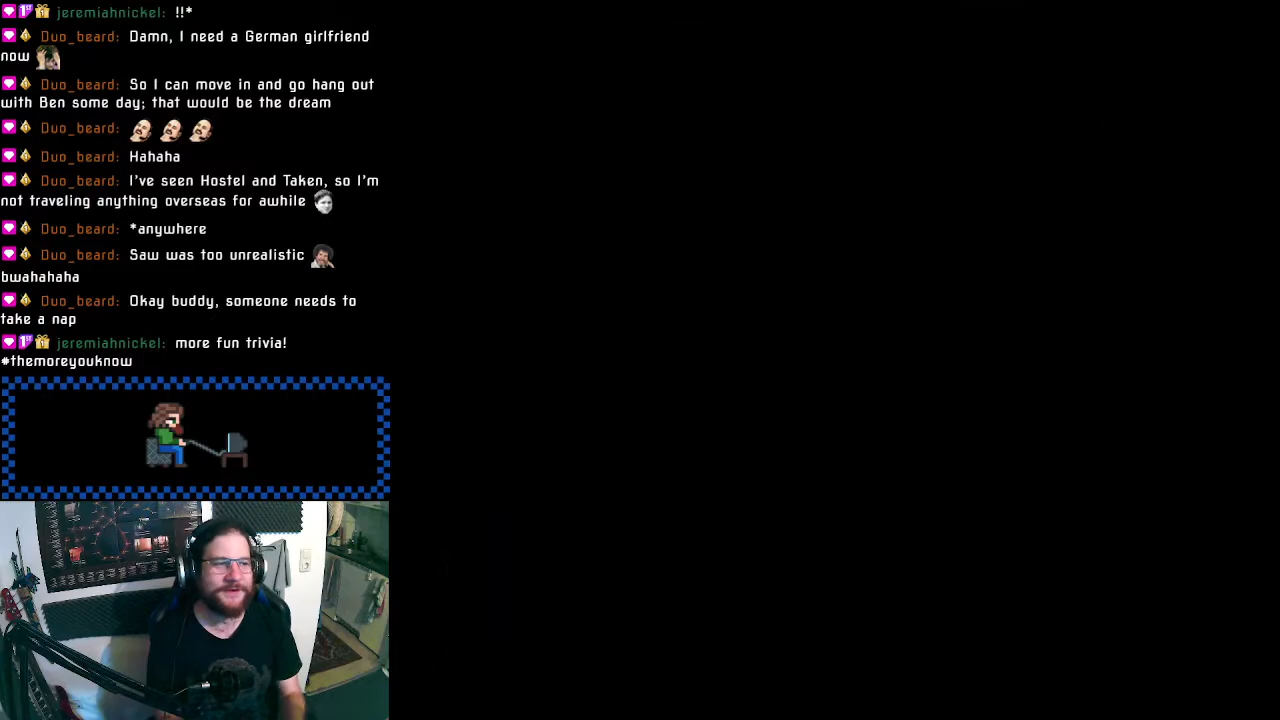 jeremiahnickel: !!*
Duo_beard: Damn, I need a German girlfriend
now
Duo_beard: So I can move in and go hang out
with Ben some day; that would be the dream
Duo_beard:
Duo_beard: Hahaha
Duo_beard: I've seen Hostel and Taken, so I'm
not traveling anything overseas for awhile
Duo_beard: *anywhere
Duo_beard: Saw was too unrealistic
bwahahaha
Duo_beard: Okay buddy, someone needs to
take a nap
jeremiahnickel: more fun trivia!
#themoreyouknow